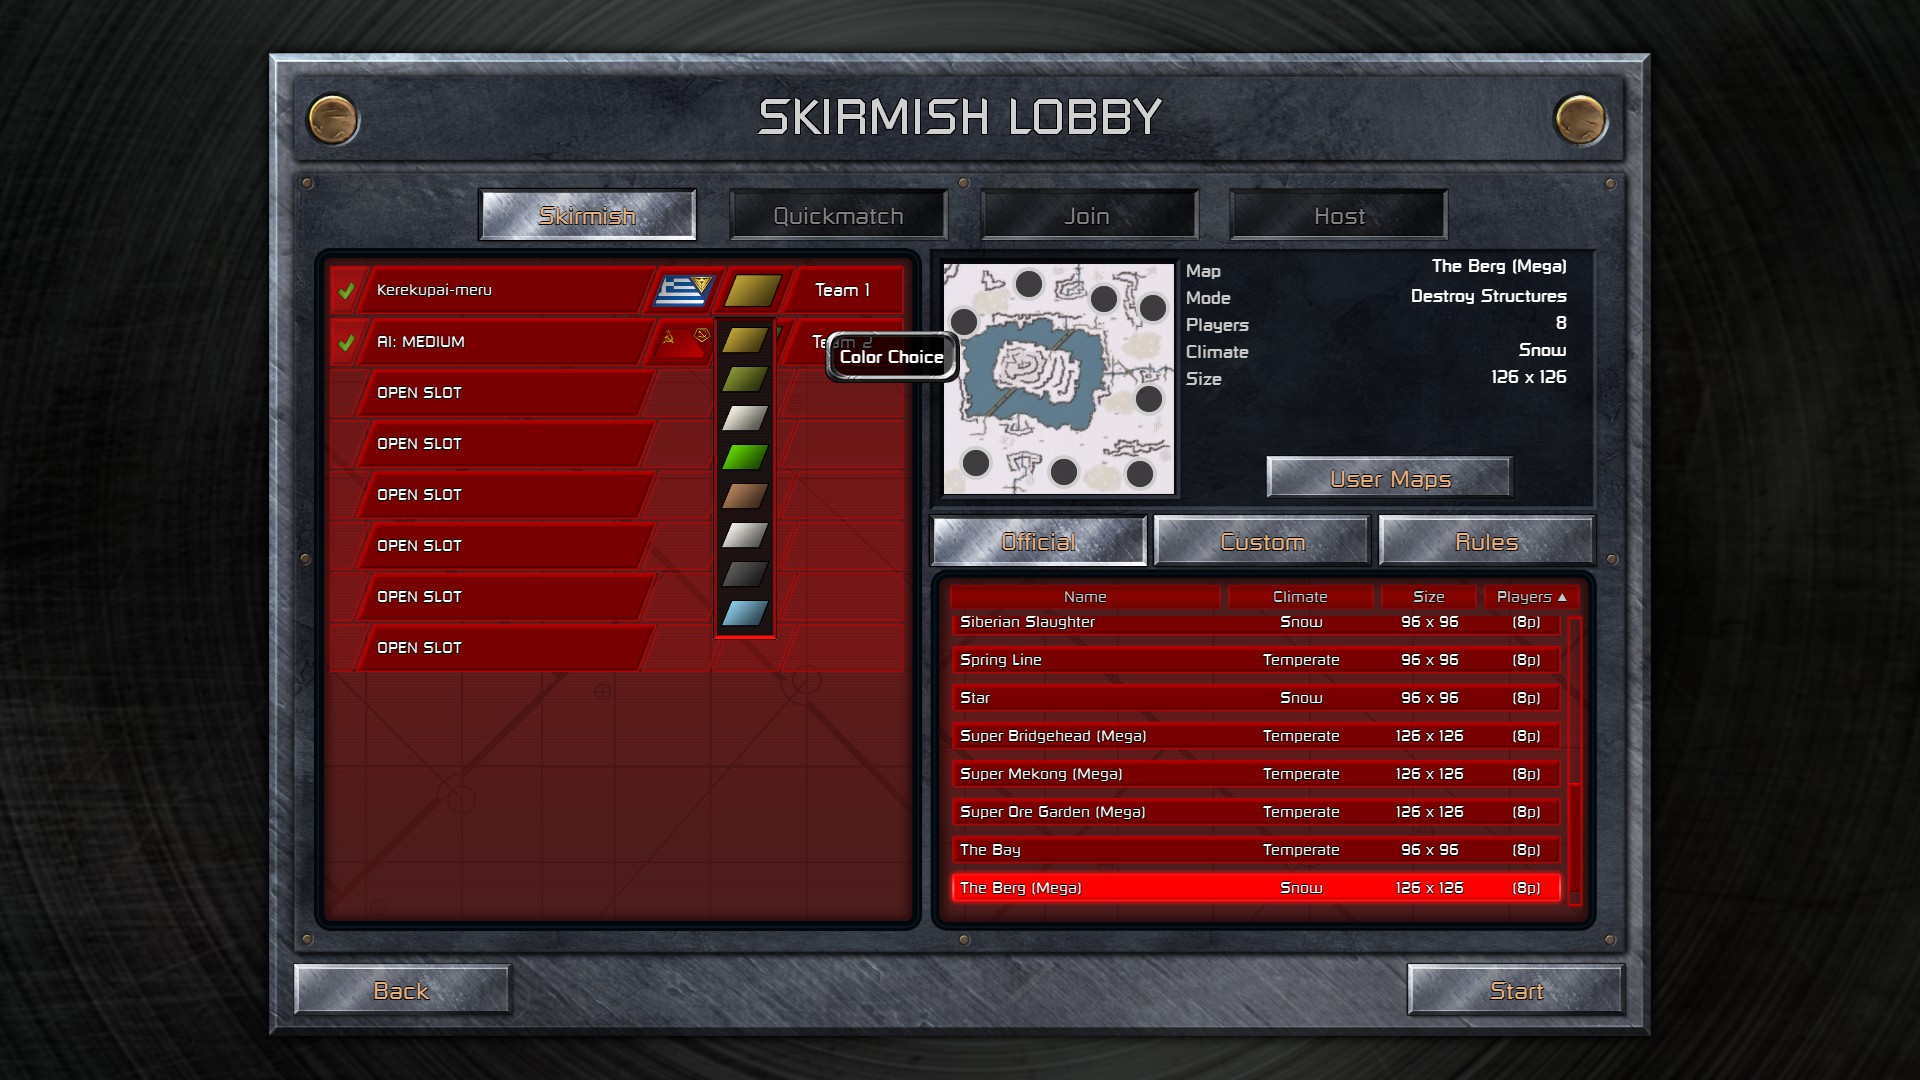 SKIRMISH LOBBY
Skirmish
Quickmatch
Join
Host
Kerekupai-meru
Team 1
AI: MEDIUM
Team 2
OPEN SLOT
OPEN SLOT
OPEN SLOT
OPEN SLOT
OPEN SLOT
OPEN SLOT
Color Choice
Map The Berg (Mega)
Mode Destroy Structures
Players 8
Climate Snow
Size 126 x 126
User Maps
Official
Custom
Rules
Name Climate Size Players ▲
Siberian Slaughter Snow 96 x 96 (8p)
Spring Line Temperate 96 x 96 (8p)
Star Snow 96 x 96 (8p)
Super Bridgehead (Mega) Temperate 126 x 126 (8p)
Super Mekong (Mega) Temperate 126 x 126 (8p)
Super Ore Garden (Mega) Temperate 126 x 126 (8p)
The Bay Temperate 96 x 96 (8p)
The Berg (Mega) Snow 126 x 126 (8p)
Back
Start